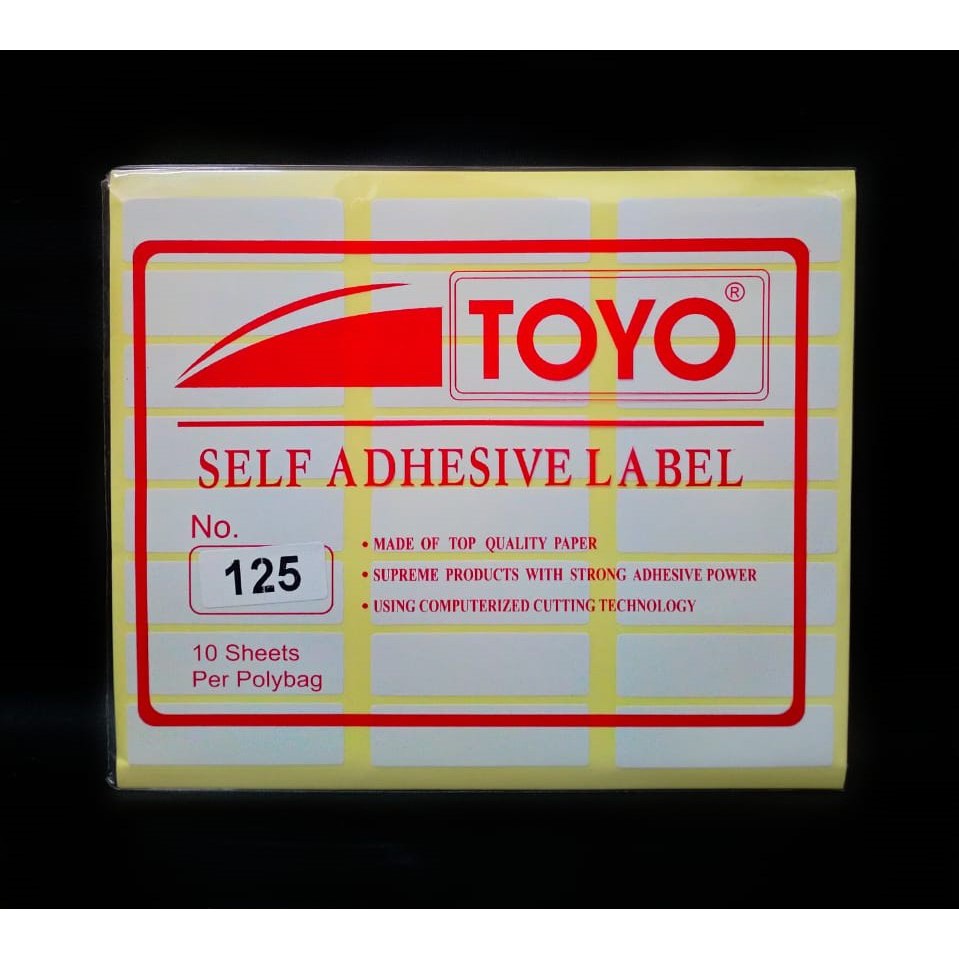 TOYO ®
SELF ADHESIVE LABEL
No.
125
• MADE OF TOP QUALITY PAPER
• SUPREME PRODUCTS WITH STRONG ADHESIVE POWER
• USING COMPUTERIZED CUTTING TECHNOLOGY
10 Sheets
Per Polybag